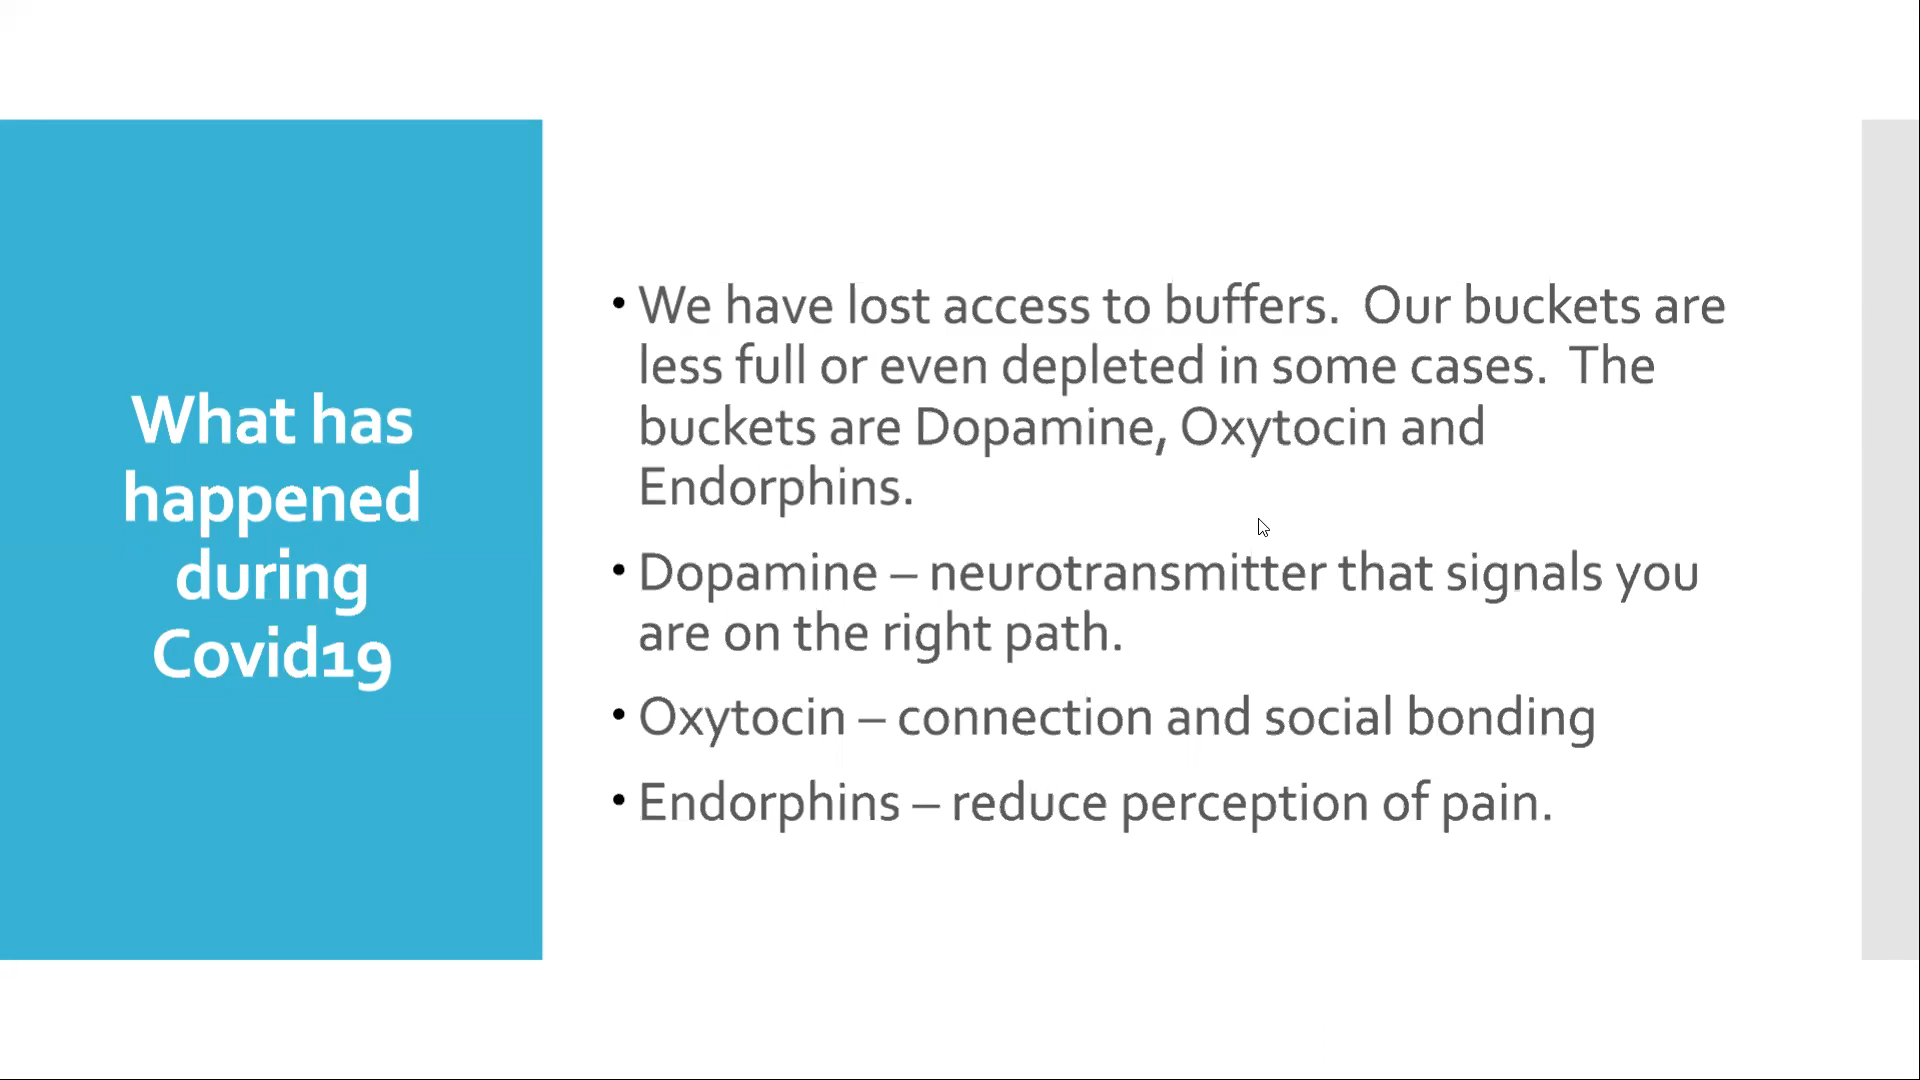 What has
happened
during
Covid19
• We have lost access to buffers.  Our buckets are
less full or even depleted in some cases.  The
buckets are Dopamine, Oxytocin and
Endorphins.
• Dopamine – neurotransmitter that signals you
are on the right path.
• Oxytocin – connection and social bonding
• Endorphins – reduce perception of pain.